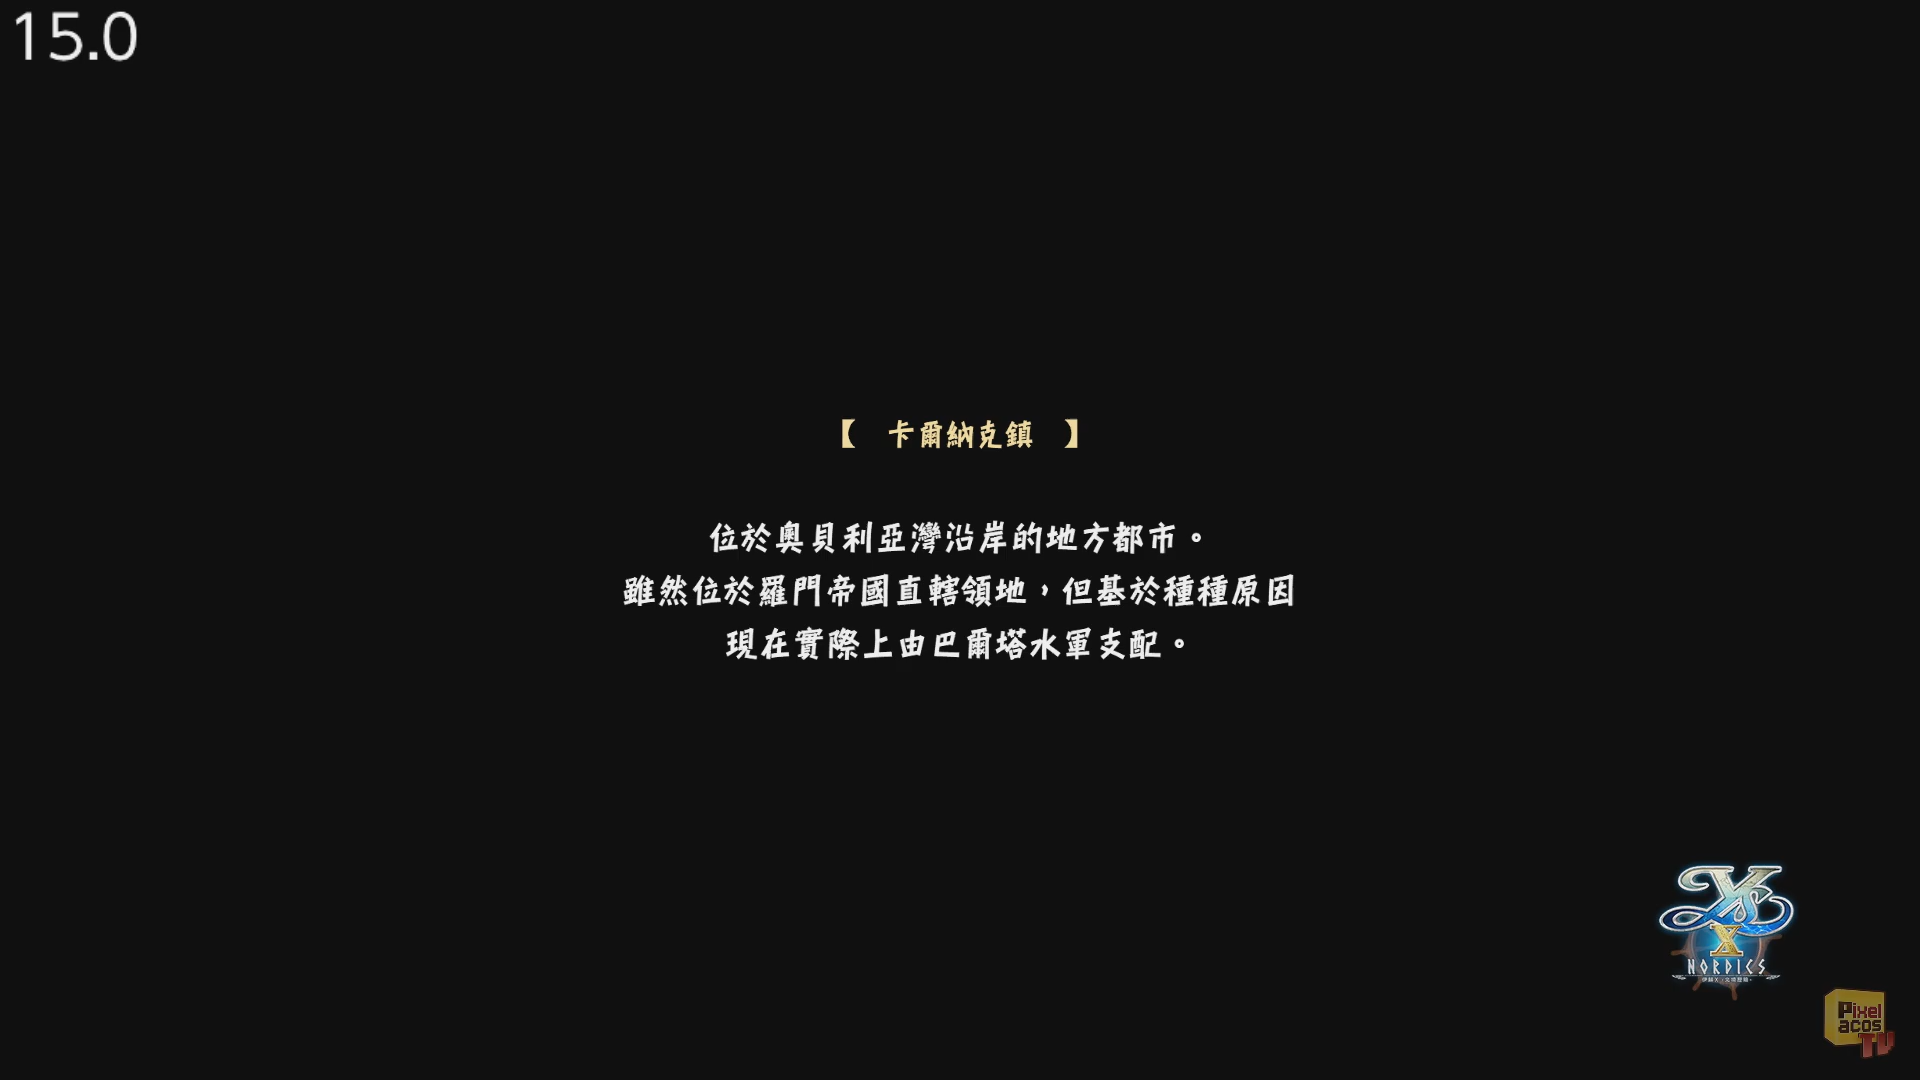 15.0
【 卡爾納克鎮 】
位於奧貝利亞灣沿岸的地方都市。
雖然位於羅門帝國直轄領地，但基於種種原因
現在實際上由巴爾塔水軍支配。
YS
X
NORDICS
Pixel
acos
TV